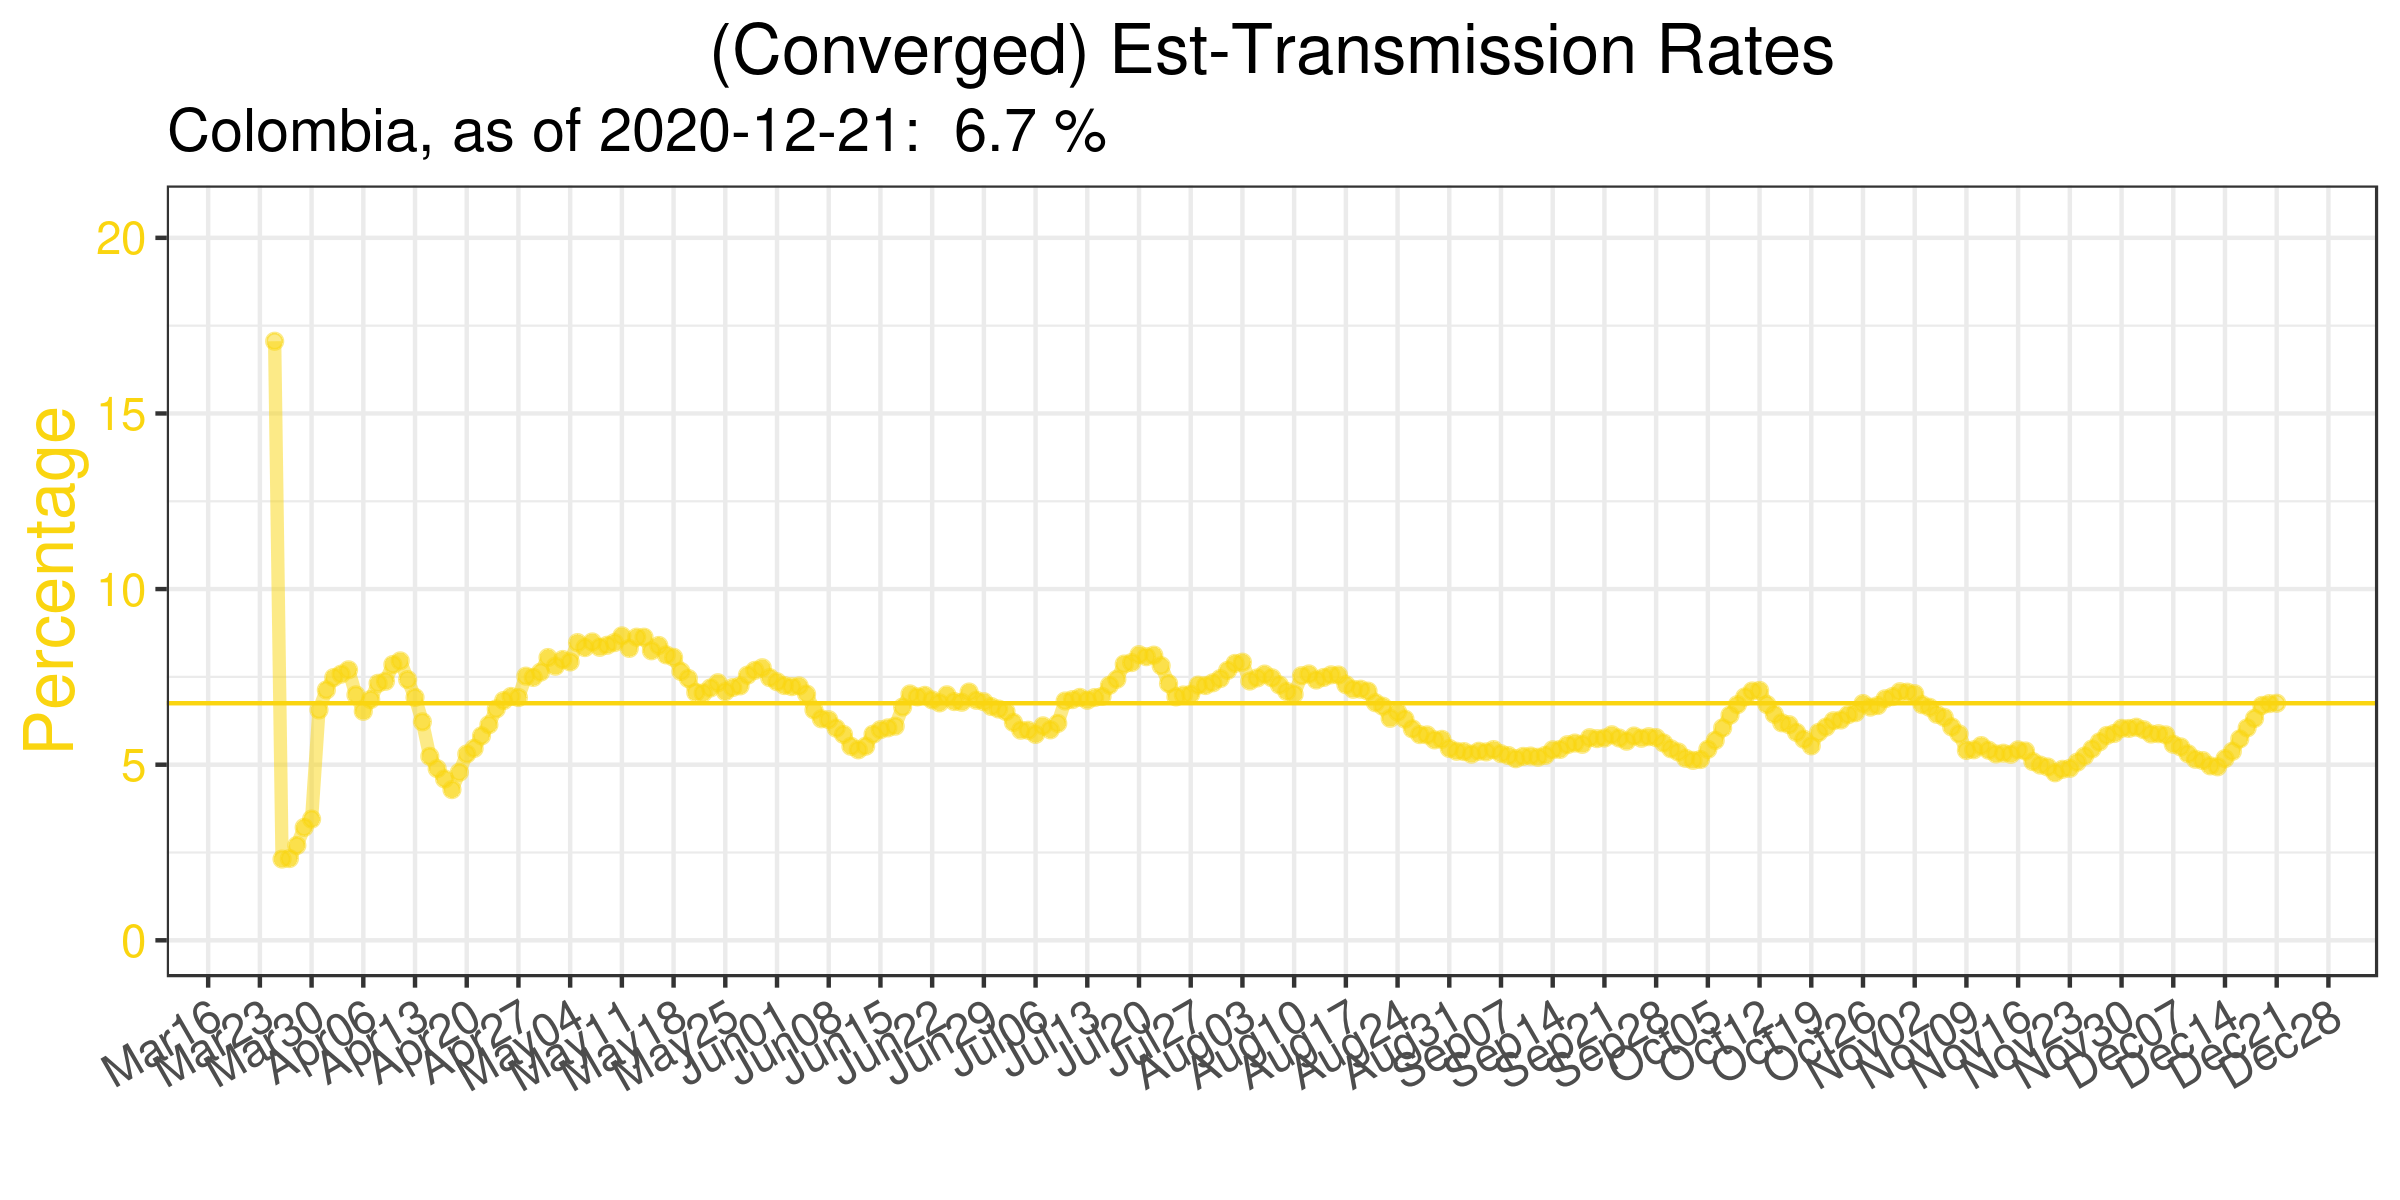 (Converged) Est-Transmission Rates
Colombia, as of 2020-12-21:  6.7 %
Percentage
20
15
10
5
0
Mar16
Mar23
Mar30
Apr06
Apr13
Apr20
Apr27
May04
May11
May18
May25
Jun01
Jun08
Jun15
Jun22
Jun29
Jul06
Jul13
Jul20
Jul27
Aug03
Aug10
Aug17
Aug24
Aug31
Sep07
Sep14
Sep21
Sep28
Oct05
Oct12
Oct19
Oct26
Nov02
Nov09
Nov16
Nov23
Nov30
Dec07
Dec14
Dec21
Dec28